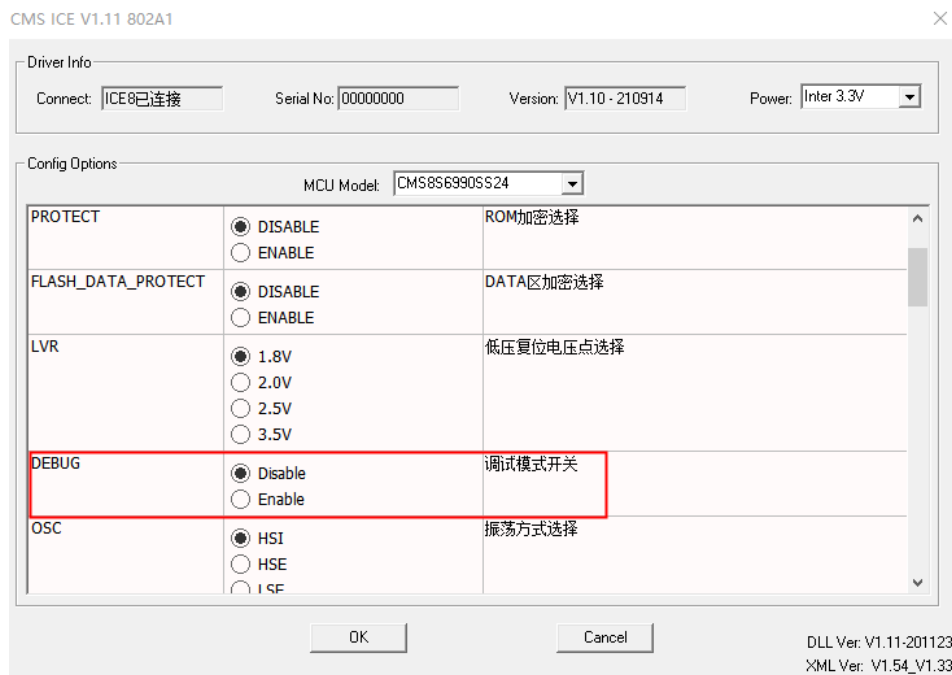 CMS ICE V1.11 802A1
Driver Info
Connect: ICE8已连接 Serial No: 00000000 Version: V1.10 - 210914 Power: Inter 3.3V
Config Options
MCU Model: CMS8S6990SS24
PROTECT DISABLE ROM加密选择
ENABLE
FLASH_DATA_PROTECT DISABLE DATA区加密选择
ENABLE
LVR 1.8V 低压复位电压点选择
2.0V
2.5V
3.5V
DEBUG Disable 调试模式开关
Enable
OSC HSI 振荡方式选择
HSE
LSE
OK Cancel
DLL Ver: V1.11-201123
XML Ver: V1.54_V1.33